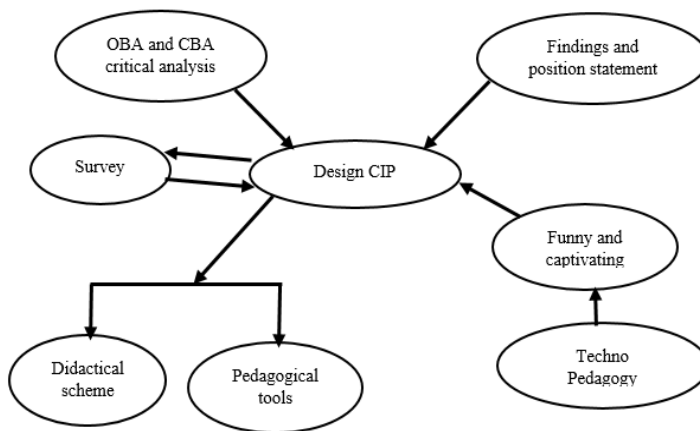 OBA and CBA
critical analysis
Findings and
position statement
Survey
Design CIP
Funny and
captivating
Didactical
scheme
Pedagogical
tools
Techno
Pedagogy